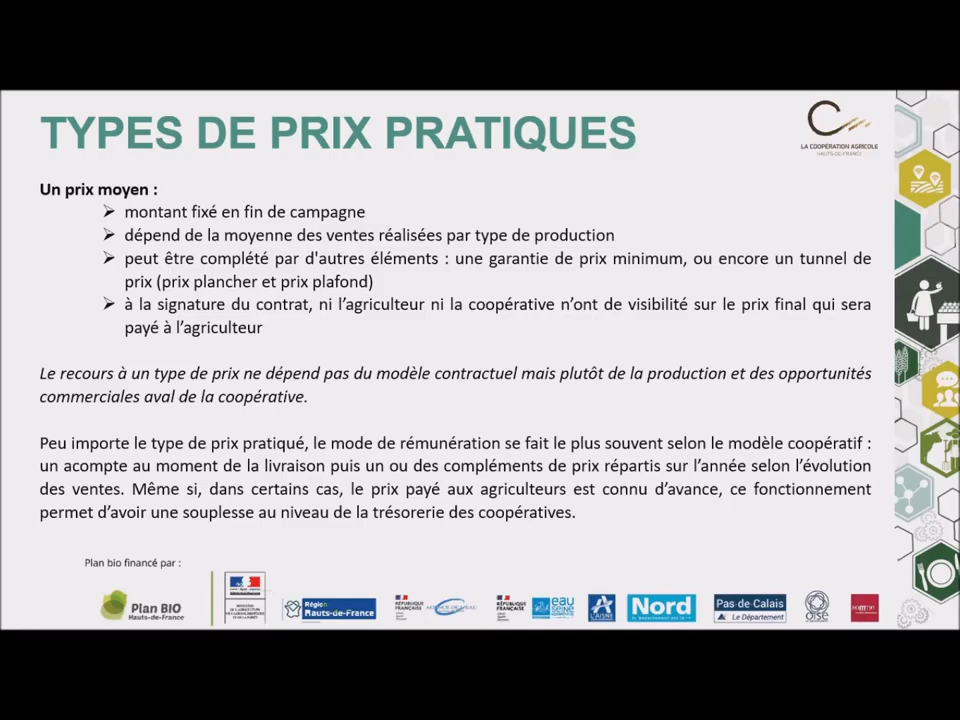 TYPES DE PRIX PRATIQUES
LA COOPÉRATION AGRICOLE
HAUTS-DE-FRANCE
Un prix moyen :
➢ montant fixé en fin de campagne
➢ dépend de la moyenne des ventes réalisées par type de production
➢ peut être complété par d'autres éléments : une garantie de prix minimum, ou encore un tunnel de
prix (prix plancher et prix plafond)
➢ à la signature du contrat, ni l’agriculteur ni la coopérative n’ont de visibilité sur le prix final qui sera
payé à l’agriculteur
Le recours à un type de prix ne dépend pas du modèle contractuel mais plutôt de la production et des opportunités
commerciales aval de la coopérative.
Peu importe le type de prix pratiqué, le mode de rémunération se fait le plus souvent selon le modèle coopératif :
un acompte au moment de la livraison puis un ou des compléments de prix répartis sur l’année selon l’évolution
des ventes. Même si, dans certains cas, le prix payé aux agriculteurs est connu d’avance, ce fonctionnement
permet d’avoir une souplesse au niveau de la trésorerie des coopératives.
Plan bio financé par :
Plan BIO
Hauts-de-France
Région
Hauts-de-France
RÉPUBLIQUE
FRANÇAISE
AGENCE DE L'EAU
RÉPUBLIQUE
FRANÇAISE
eau
SEINE
L'AISNE
Nord
Pas-de-Calais
Le Département
OISE